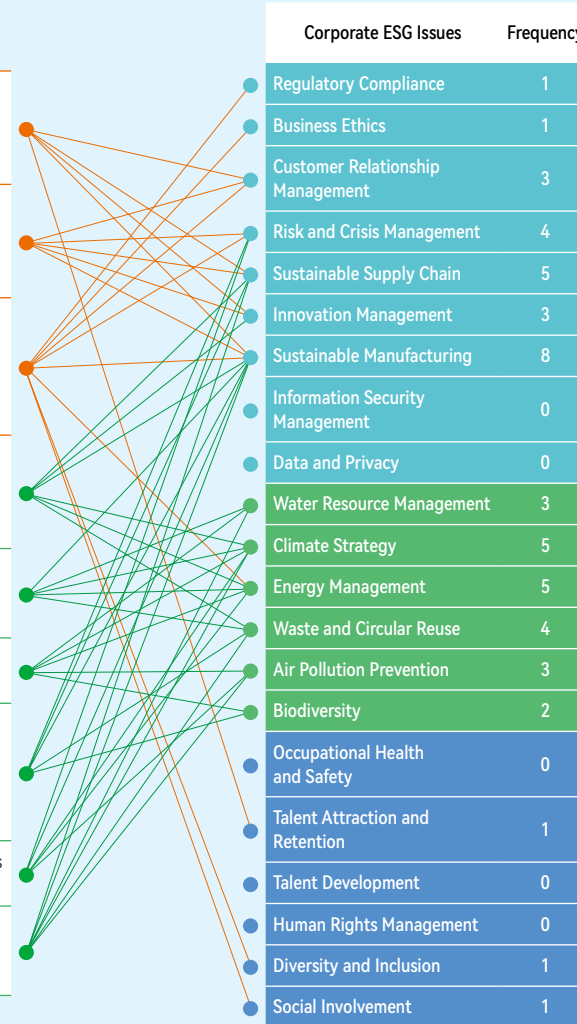 Corporate ESG Issues Frequency
Regulatory Compliance 1
Business Ethics 1
Customer Relationship
Management 3
Risk and Crisis Management 4
Sustainable Supply Chain 5
Innovation Management 3
Sustainable Manufacturing 8
Information Security
Management 0
Data and Privacy 0
Water Resource Management 3
Climate Strategy 5
Energy Management 5
Waste and Circular Reuse 4
Air Pollution Prevention 3
Biodiversity 2
Occupational Health
and Safety 0
s
Talent Attraction and
Retention 1
Talent Development 0
Human Rights Management 0
Diversity and Inclusion 1
Social Involvement 1